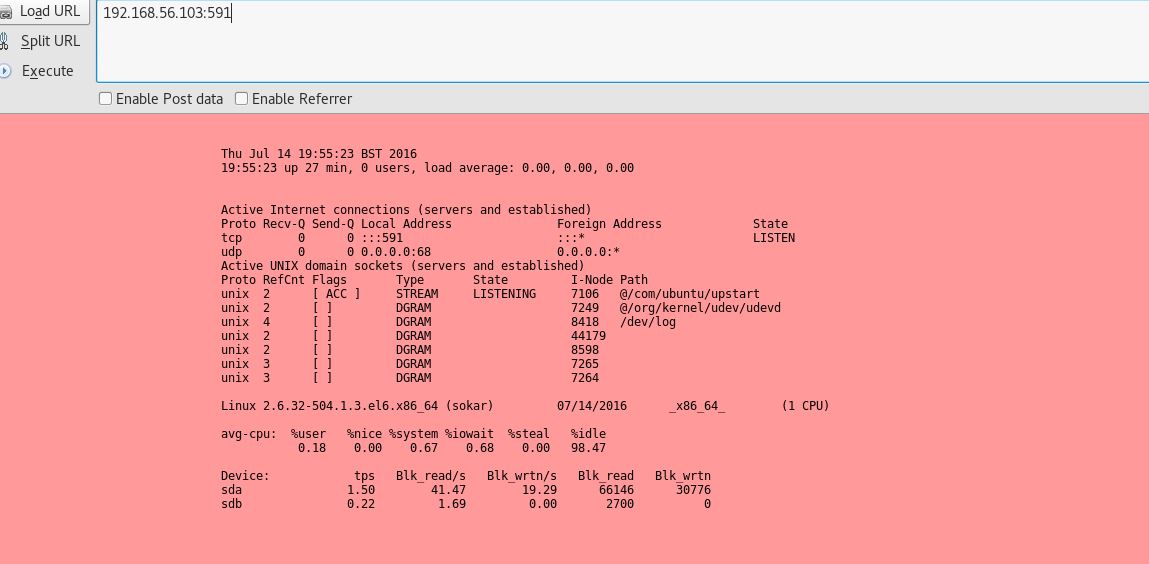 Load URL
192.168.56.103:591
Split URL
Execute
Enable Post data Enable Referrer
Thu Jul 14 19:55:23 BST 2016
19:55:23 up 27 min, 0 users, load average: 0.00, 0.00, 0.00
Active Internet connections (servers and established)
Proto Recv-Q Send-Q Local Address Foreign Address State
tcp 0 0 :::591 :::* LISTEN
udp 0 0 0.0.0.0:68 0.0.0.0:*
Active UNIX domain sockets (servers and established)
Proto RefCnt Flags Type State I-Node Path
unix 2 [ ACC ] STREAM LISTENING 7106 @/com/ubuntu/upstart
unix 2 [ ] DGRAM 7249 @/org/kernel/udev/udevd
unix 4 [ ] DGRAM 8418 /dev/log
unix 2 [ ] DGRAM 44179
unix 2 [ ] DGRAM 8598
unix 3 [ ] DGRAM 7265
unix 3 [ ] DGRAM 7264
Linux 2.6.32-504.1.3.el6.x86_64 (sokar) 07/14/2016 _x86_64_ (1 CPU)
avg-cpu: %user %nice %system %iowait %steal %idle
0.18 0.00 0.67 0.68 0.00 98.47
Device: tps Blk_read/s Blk_wrtn/s Blk_read Blk_wrtn
sda 1.50 41.47 19.29 66146 30776
sdb 0.22 1.69 0.00 2700 0